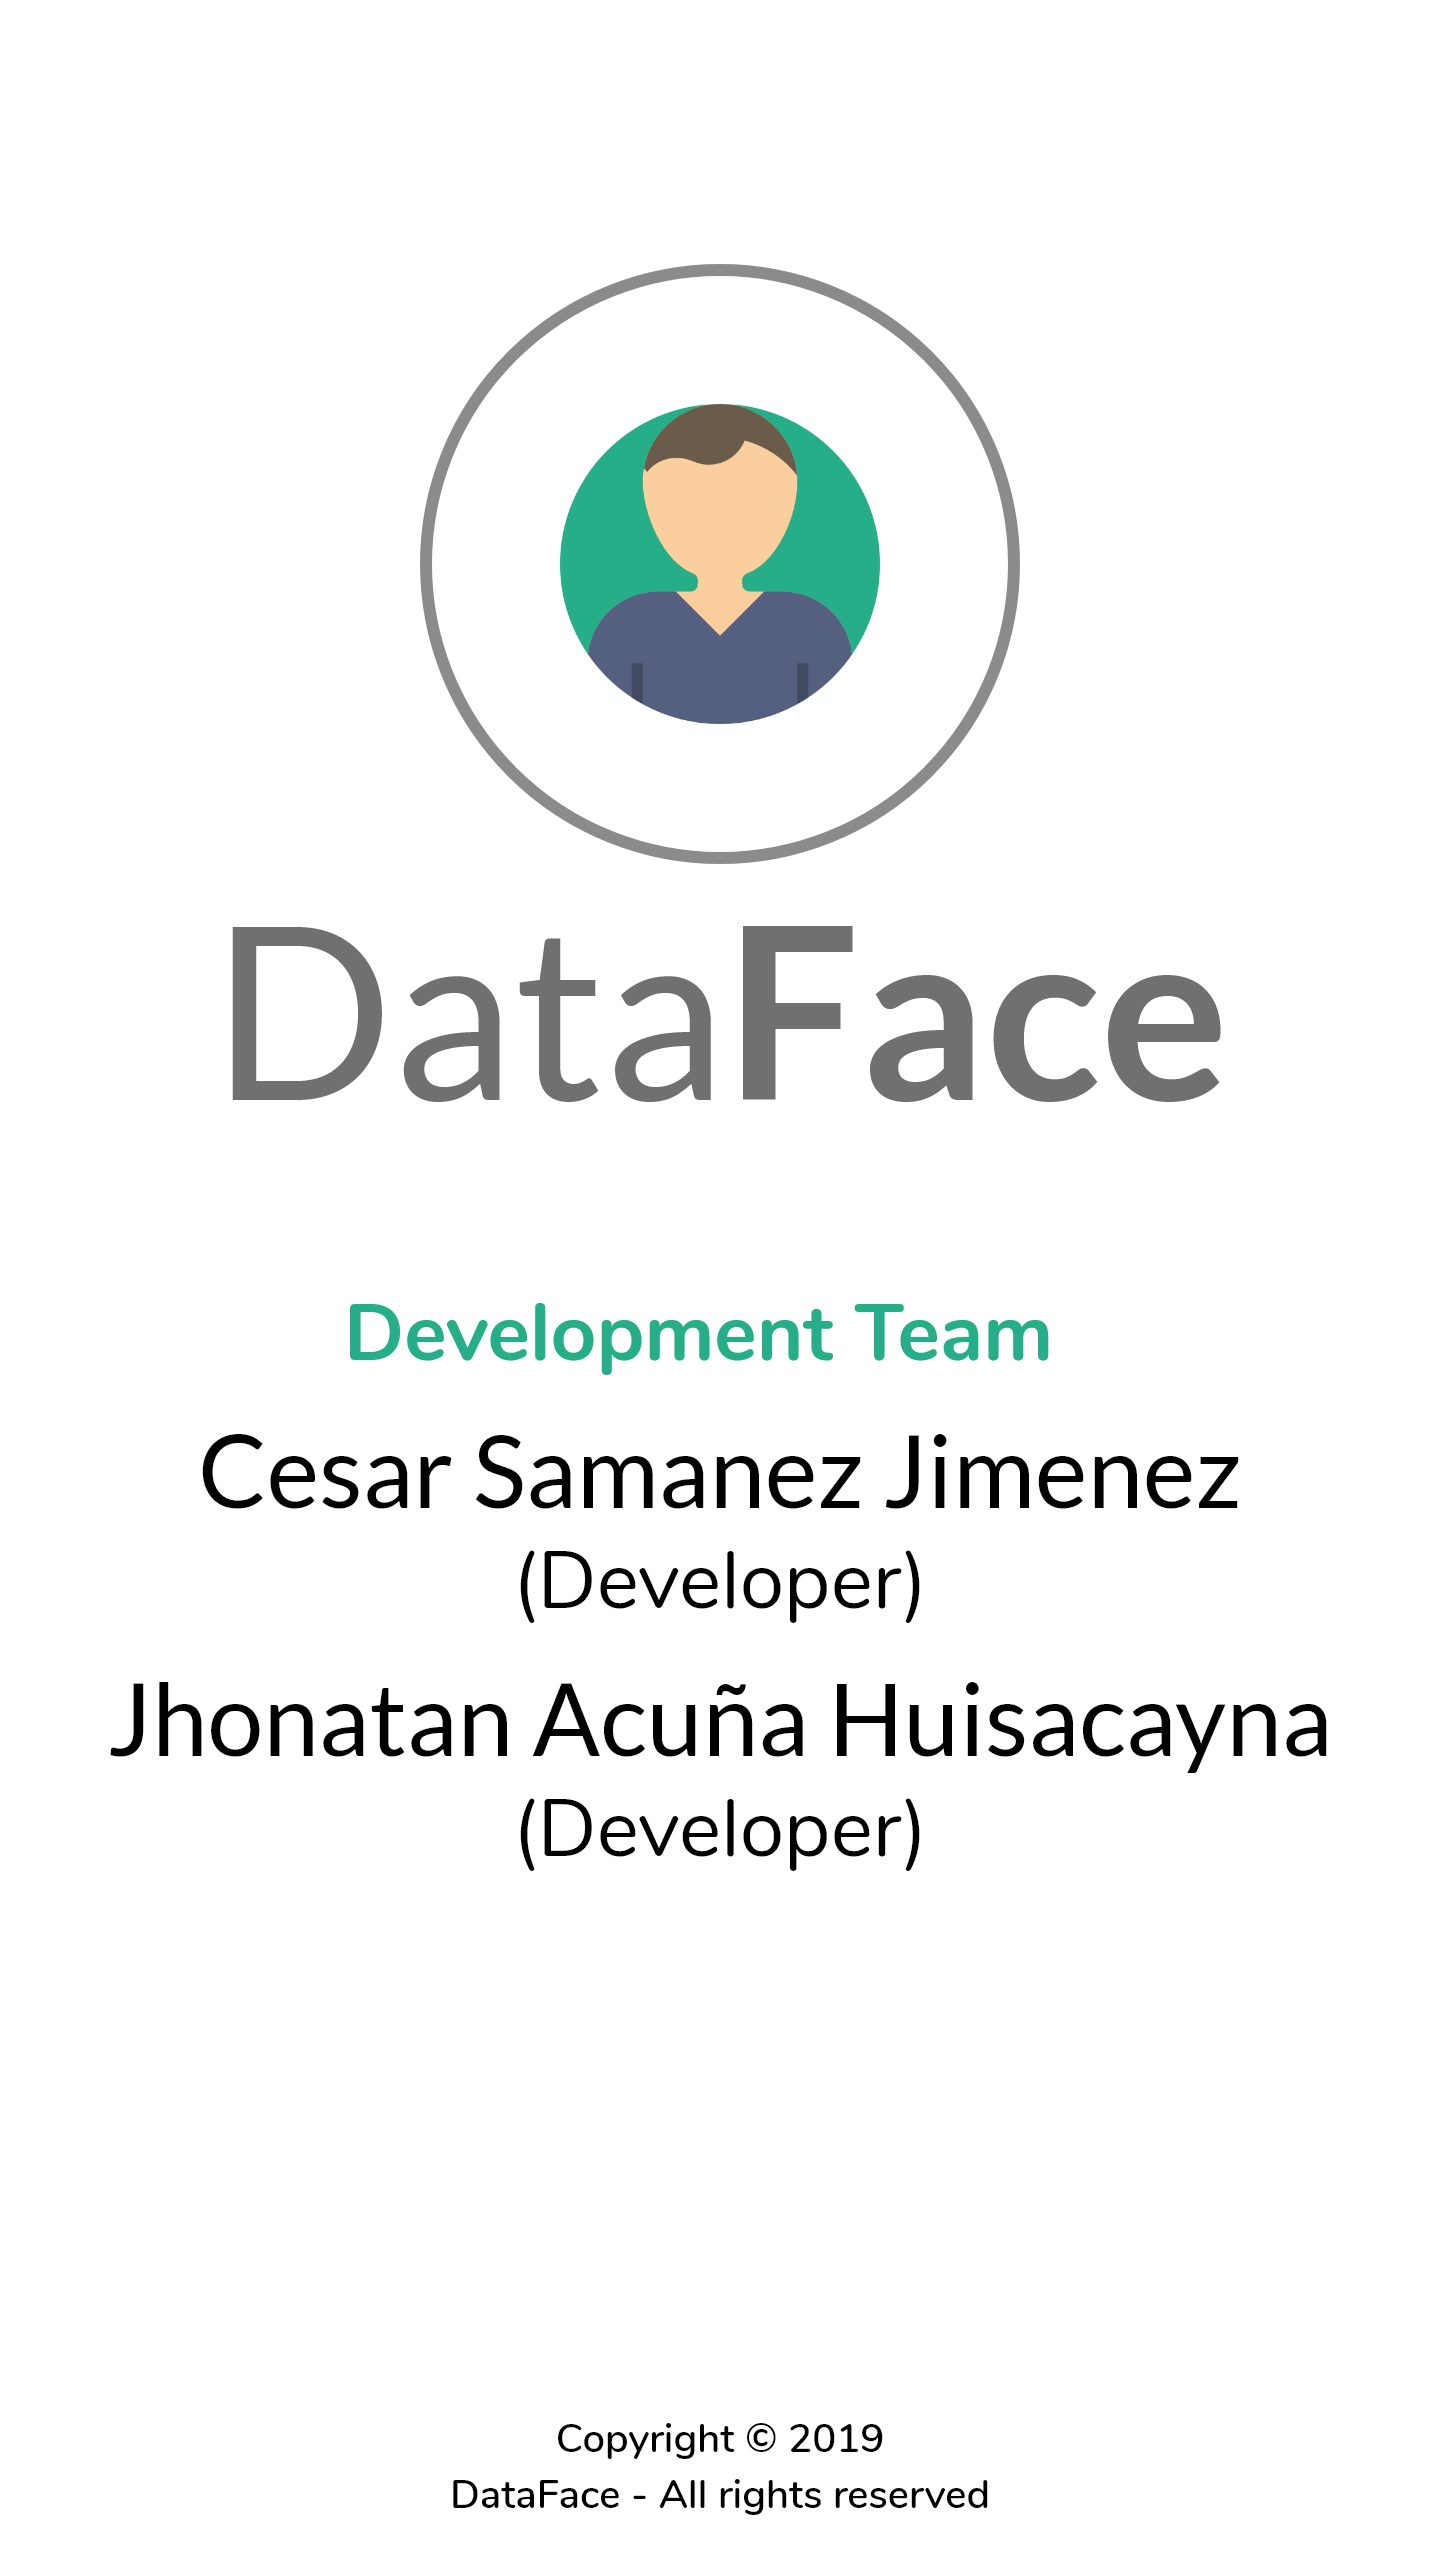 DataFace
Development Team
Cesar Samanez Jimenez
(Developer)
Jhonatan Acuña Huisacayna
(Developer)
Copyright © 2019
DataFace - All rights reserved